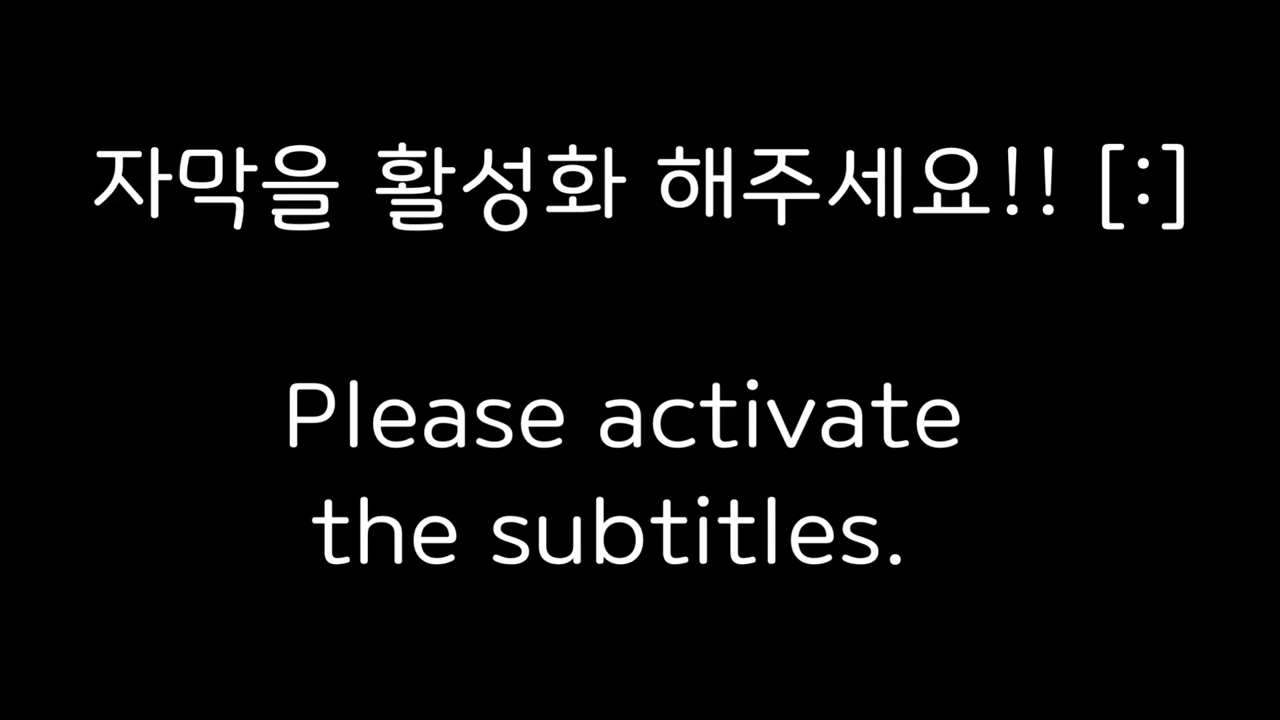 자막을 활성화 해주세요!! [:]
Please activate
the subtitles.